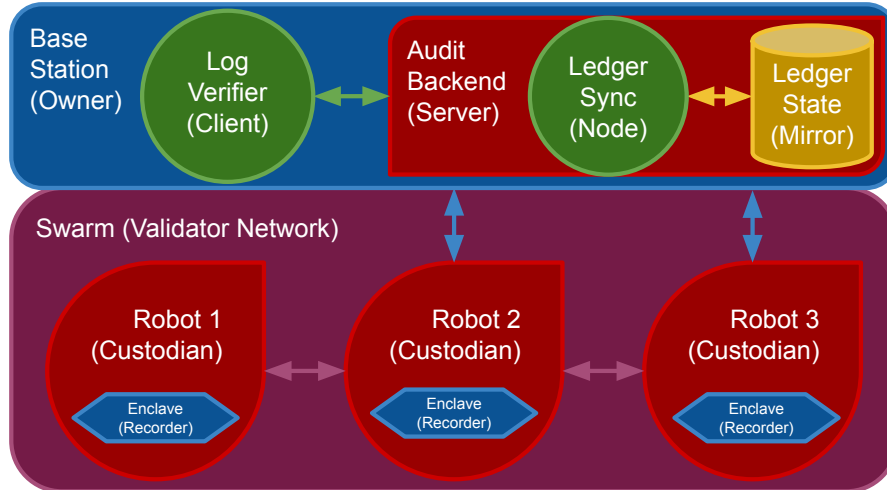 Base
Station
(Owner)
Log
Verifier
(Client)
Audit
Backend
(Server)
Ledger
Sync
(Node)
Ledger
State
(Mirror)
Swarm (Validator Network)
Robot 1
(Custodian)
Enclave
(Recorder)
Robot 2
(Custodian)
Enclave
(Recorder)
Robot 3
(Custodian)
Enclave
(Recorder)